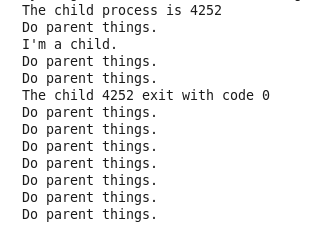 The child process is 4252
Do parent things.
I'm a child.
Do parent things.
Do parent things.
The child 4252 exit with code 0
Do parent things.
Do parent things.
Do parent things.
Do parent things.
Do parent things.
Do parent things.
Do parent things.